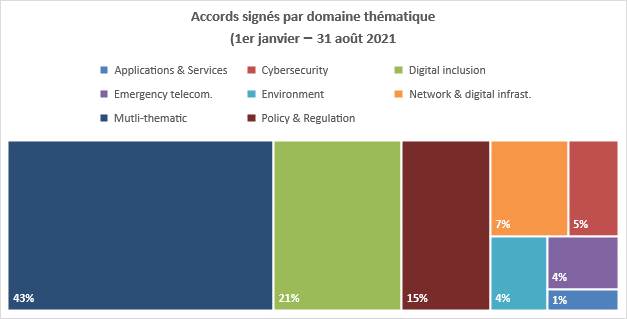 Accords signés par domaine thématique
(1er janvier – 31 août 2021
Applications & Services
Cybersecurity
Digital inclusion
Emergency telecom.
Environment
Network & digital infrast.
Mutli-thematic
Policy & Regulation
43%
21%
15%
7%
5%
4%
4%
1%